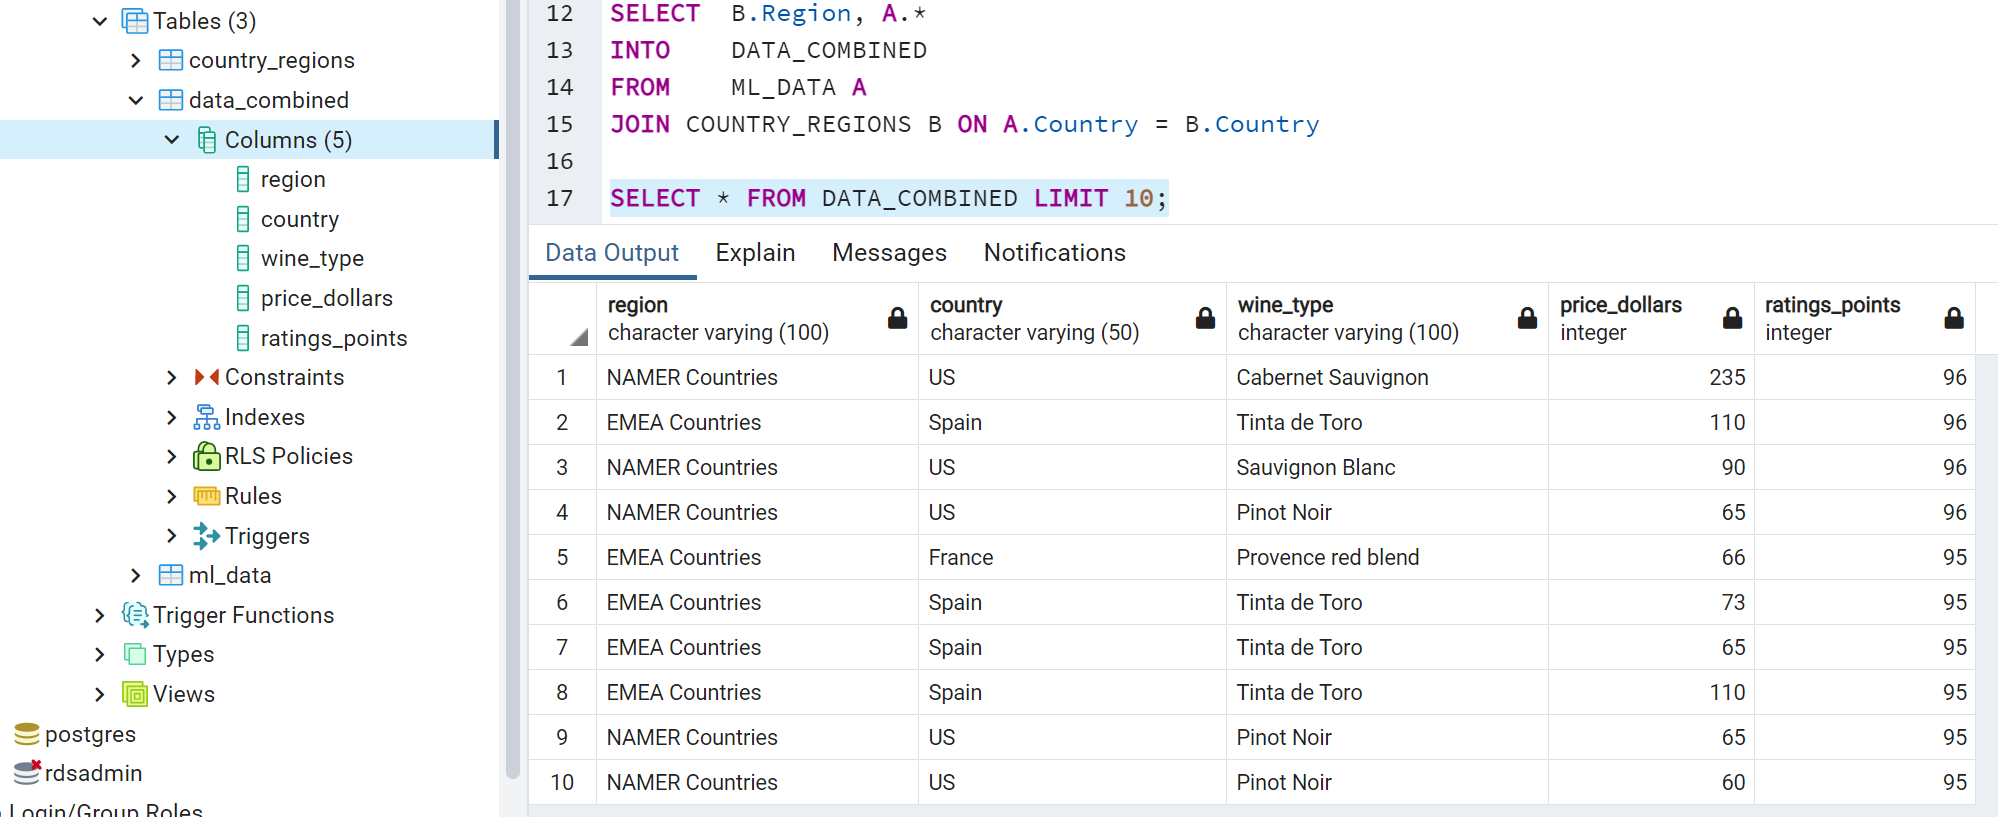 Tables (3)
country_regions
data_combined
Columns (5)
region
country
wine_type
price_dollars
ratings_points
Constraints
Indexes
RLS Policies
Rules
Triggers
ml_data
Trigger Functions
Types
Views
postgres
rdsadmin
Login/Group Roles
12 SELECT B.Region, A.*
13 INTO DATA_COMBINED
14 FROM ML_DATA A
15 JOIN COUNTRY_REGIONS B ON A.Country = B.Country
16
17 SELECT * FROM DATA_COMBINED LIMIT 10;
Data Output Explain Messages Notifications
region country wine_type price_dollars ratings_points
character varying (100) character varying (50) character varying (100) integer integer
1 NAMER Countries US Cabernet Sauvignon 235 96
2 EMEA Countries Spain Tinta de Toro 110 96
3 NAMER Countries US Sauvignon Blanc 90 96
4 NAMER Countries US Pinot Noir 65 96
5 EMEA Countries France Provence red blend 66 95
6 EMEA Countries Spain Tinta de Toro 73 95
7 EMEA Countries Spain Tinta de Toro 65 95
8 EMEA Countries Spain Tinta de Toro 110 95
9 NAMER Countries US Pinot Noir 65 95
10 NAMER Countries US Pinot Noir 60 95